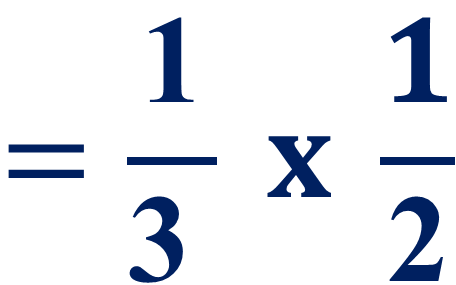 = 1/3 x 1/2